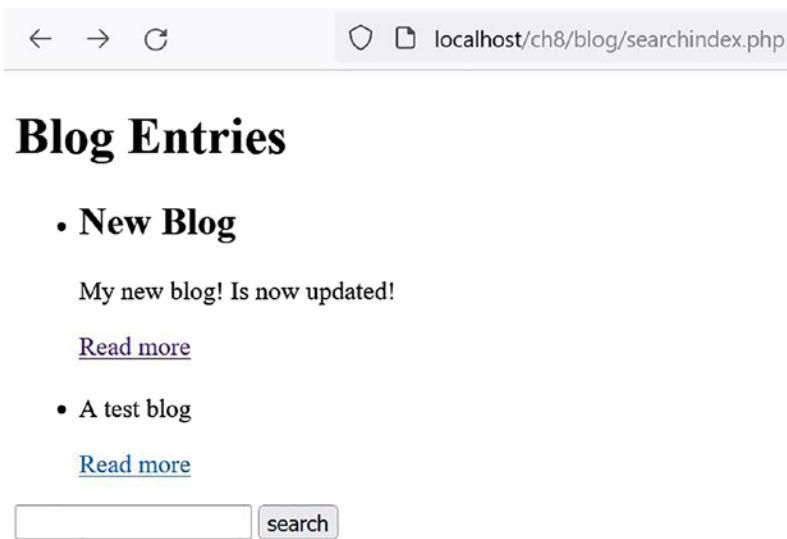 localhost/ch8/blog/searchindex.php
Blog Entries
New Blog
My new blog! Is now updated!
Read more
A test blog
Read more
search